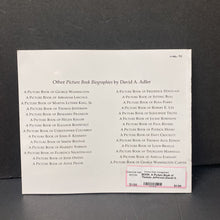 Other Picture Book Biographies by David A. Adler
A Picture Book of George Washington
A Picture Book of Abraham Lincoln
A Picture Book of Martin Luther King, Jr.
A Picture Book of Thomas Jefferson
A Picture Book of Benjamin Franklin
A Picture Book of Helen Keller
A Picture Book of Eleanor Roosevelt
A Picture Book of Christopher Columbus
A Picture Book of John F. Kennedy
A Picture Book of Simón Bolívar
A Picture Book of Harriet Tubman
A Picture Book of Florence Nightingale
A Picture Book of Jesse Owens
A Picture Book of Anne Frank
A Picture Book of Frederick Douglass
A Picture Book of Sitting Bull
A Picture Book of Rosa Parks
A Picture Book of Robert E. Lee
A Picture Book of Sojourner Truth
A Picture Book of Jackie Robinson
A Picture Book of Paul Revere
A Picture Book of Patrick Henry
A Picture Book of Davy Crockett
A Picture Book of Thomas Alva Edison
A Picture Book of Louis Braille
A Picture Book of Thurgood Marshall
A Picture Book of Amelia Earhart
A Picture Book of George Washington Carver